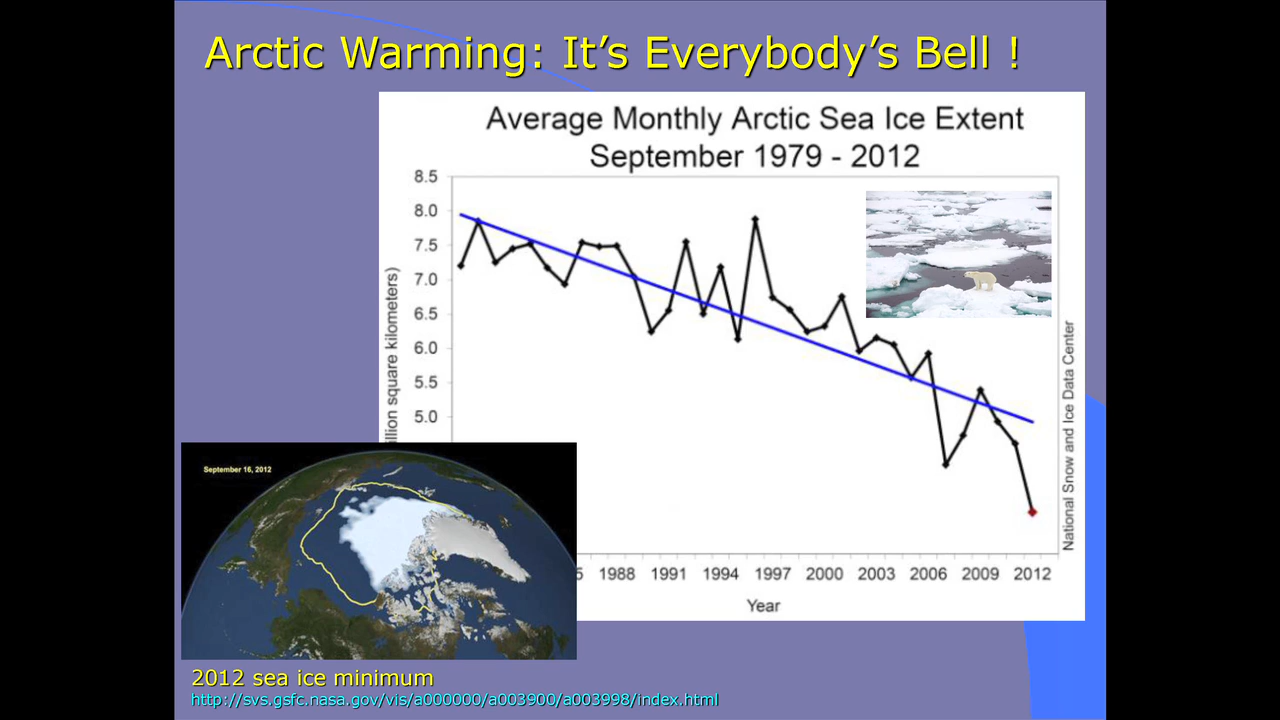 Arctic Warming: It’s Everybody’s Bell !
Average Monthly Arctic Sea Ice Extent
September 1979 - 2012
8.5
8.0
7.5
7.0
6.5
6.0
5.5
5.0
square kilometers)
National Snow and Ice Data Center
1988 1991 1994 1997 2000 2003 2006 2009 2012
Year
September 16, 2012
2012 sea ice minimum
http://svs.gsfc.nasa.gov/vis/a000000/a003900/a003998/index.html